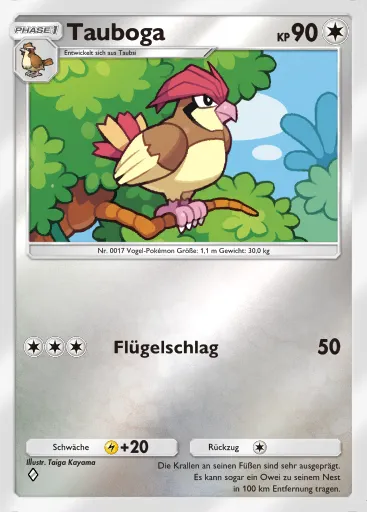 PHASE 1
Tauboga
KP 90
Entwickelt sich aus Taubsi
Nr. 0017 Vogel-Pokémon Größe: 1,1 m Gewicht: 30,0 kg
Flügelschlag 50
Schwäche +20 Rückzug
Illustr. Taiga Kayama
Die Krallen an seinen Füßen sind sehr ausgeprägt.
Es kann sogar ein Owei zu seinem Nest
in 100 km Entfernung tragen.